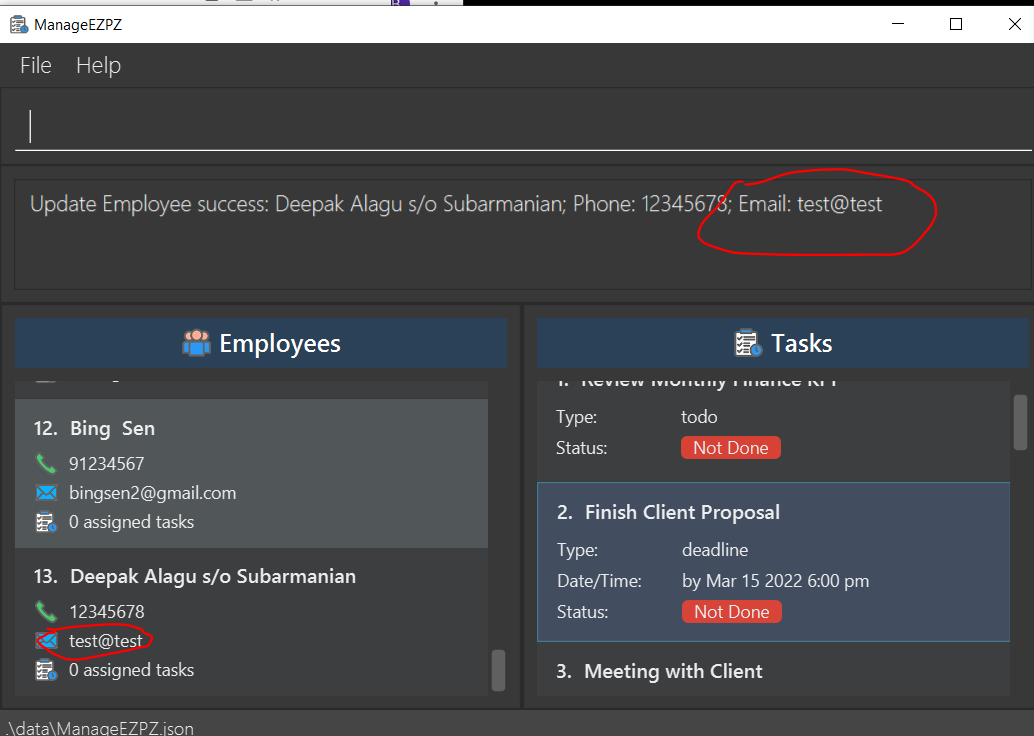 ManageEZPZ
File Help
Update Employee success: Deepak Alagu s/o Subarmanian; Phone: 12345678; Email: test@test
Employees
12. Bing Sen
91234567
bingsen2@gmail.com
0 assigned tasks
13. Deepak Alagu s/o Subarmanian
12345678
test@test
0 assigned tasks
Tasks
1. Review Monthly Finance KPI
Type: todo
Status: Not Done
2. Finish Client Proposal
Type: deadline
Date/Time: by Mar 15 2022 6:00 pm
Status: Not Done
3. Meeting with Client
.\data\ManageEZPZ.json